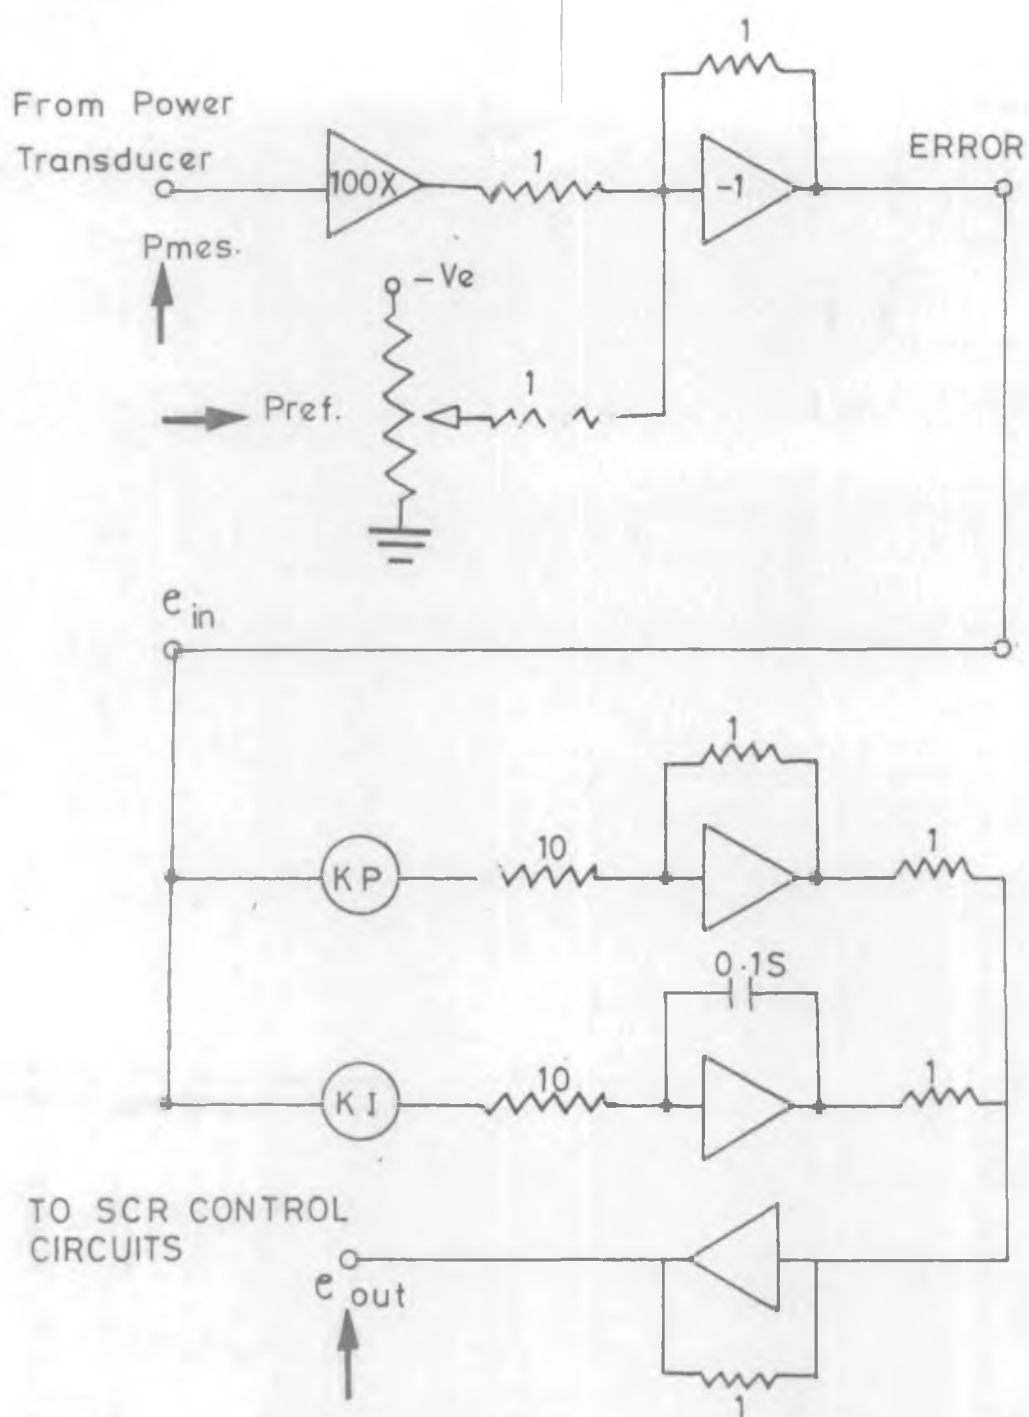 1
From Power
Transducer
100X
1
-1
ERROR
Pmes.
-Ve
1
Pref.
e in
1
KP
10
1
0.1S
KI
10
1
TO SCR CONTROL
CIRCUITS
e out
1